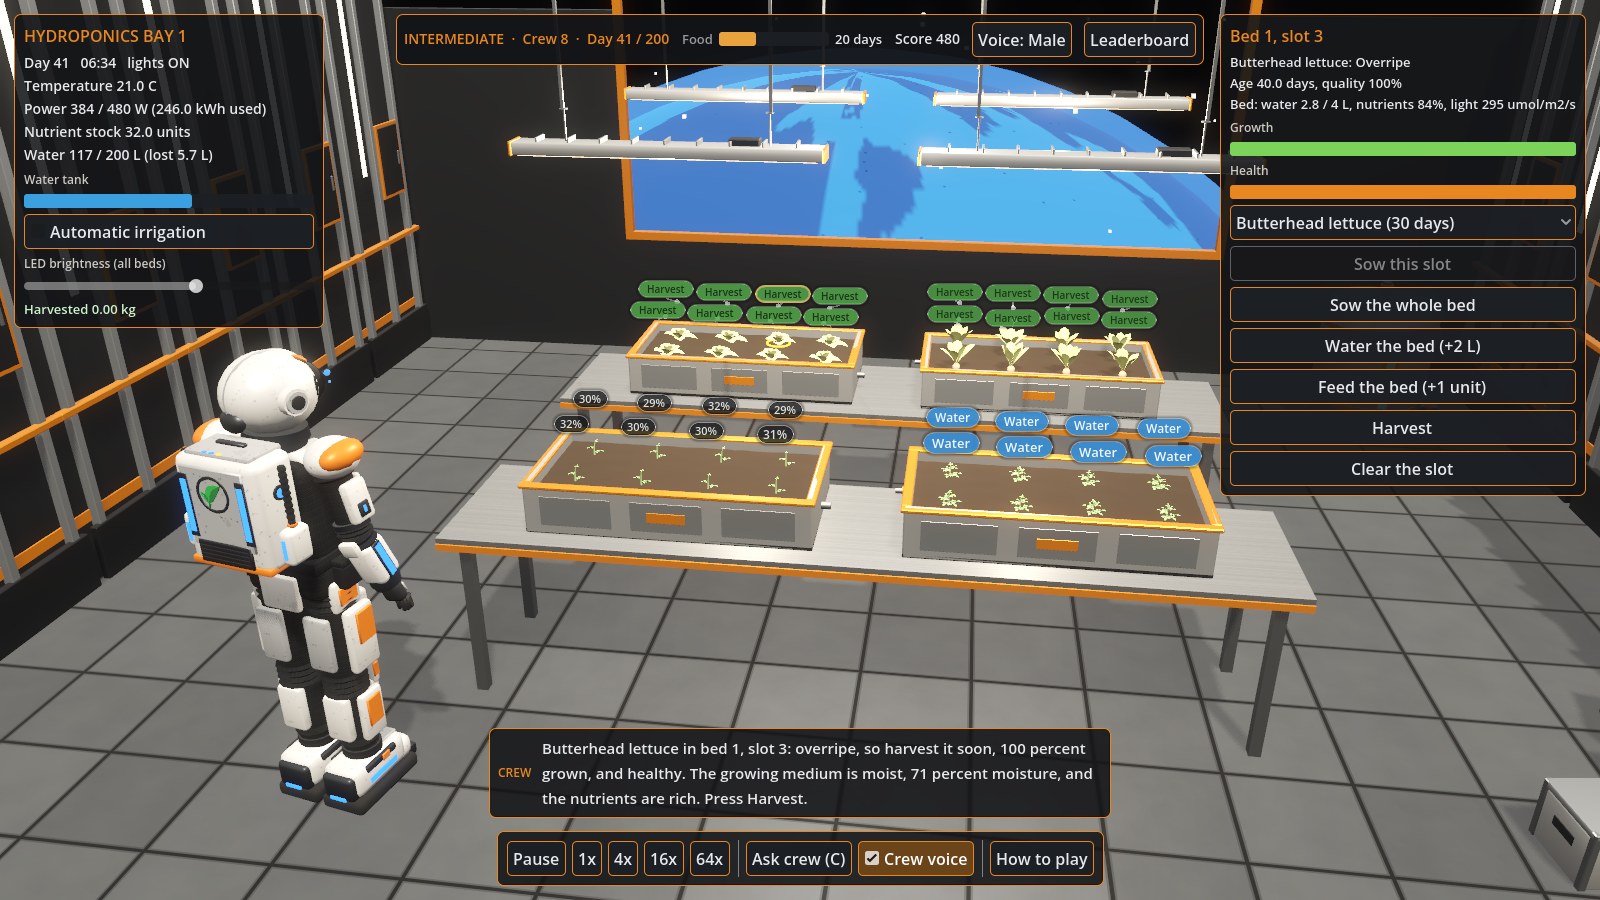 HYDROPONICS BAY 1
Day 41 06:34 lights ON
Temperature 21.0 C
Power 384 / 480 W (246.0 kWh used)
Nutrient stock 32.0 units
Water 117 / 200 L (lost 5.7 L)
Water tank
Automatic irrigation
LED brightness (all beds)
Harvested 0.00 kg
INTERMEDIATE · Crew 8 · Day 41 / 200 Food 20 days Score 480 Voice: Male Leaderboard
Bed 1, slot 3
Butterhead lettuce: Overripe
Age 40.0 days, quality 100%
Bed: water 2.8 / 4 L, nutrients 84%, light 295 umol/m2/s
Growth
Health
Butterhead lettuce (30 days)
Sow this slot
Sow the whole bed
Water the bed (+2 L)
Feed the bed (+1 unit)
Harvest
Clear the slot
Harvest Harvest Harvest Harvest
Harvest Harvest Harvest Harvest
Harvest Harvest Harvest Harvest
Harvest Harvest Harvest Harvest
30% 29% 32% 29%
32% 30% 30% 31%
Water Water Water Water
Water Water Water Water
CREW
Butterhead lettuce in bed 1, slot 3: overripe, so harvest it soon, 100 percent
grown, and healthy. The growing medium is moist, 71 percent moisture, and
the nutrients are rich. Press Harvest.
Pause 1x 4x 16x 64x Ask crew (C) Crew voice How to play